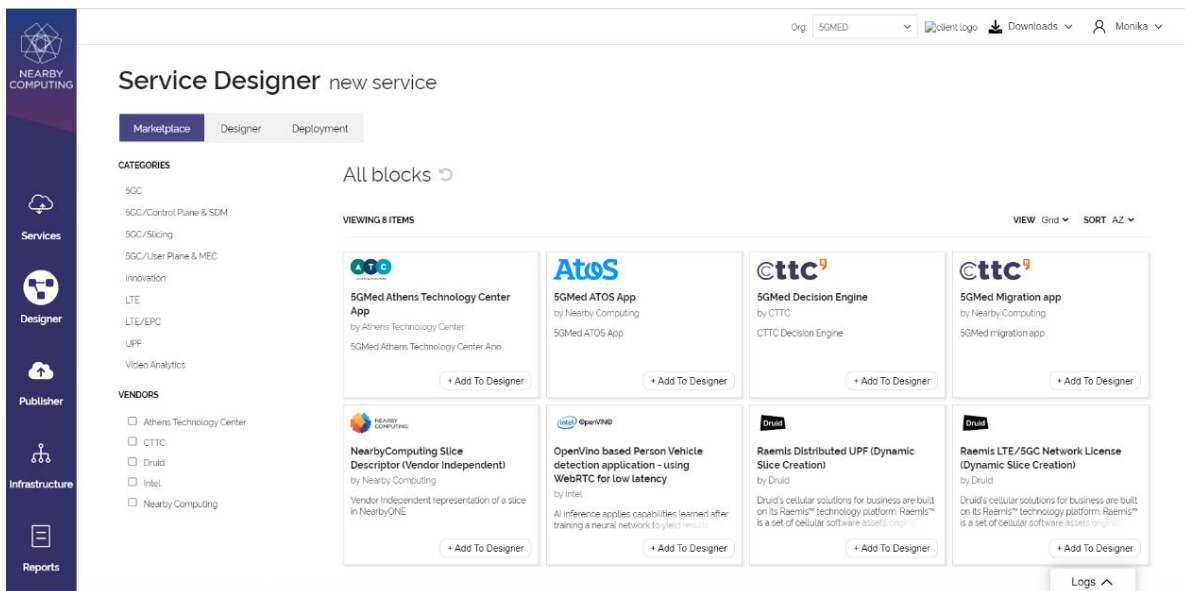 NEARBY
COMPUTING
Org: 5GMED
client logo
Downloads
Monika
Service Designer new service
Marketplace
Designer
Deployment
CATEGORIES
5GC
5GC/Control Plane & SDM
5GC/Slicing
5GC/User Plane & MEC
Innovation
LTE
LTE/EPC
UPF
Video Analytics
VENDORS
Athens Technology Center
CTTC
Druid
Intel
Nearby Computing
Services
Designer
Publisher
Infrastructure
Reports
All blocks
VIEWING 8 ITEMS
VIEW Grid
SORT AZ
ATC
5GMed Athens Technology Center
App
by Athens Technology Center
5GMed Athens Technology Center App
+ Add To Designer
Atos
5GMed ATOS App
by Nearby Computing
5GMed ATOS App
+ Add To Designer
cttc9
5GMed Decision Engine
by CTTC
CTTC Decision Engine
+ Add To Designer
cttc9
5GMed Migration app
by Nearby Computing
5GMed migration app
+ Add To Designer
NEARBY
COMPUTING
NearbyComputing Slice
Descriptor (Vendor Independent)
by Nearby Computing
Vendor Independent representation of a slice
in NearbyONE
+ Add To Designer
intel OpenVINO
OpenVino based Person Vehicle
detection application - using
WebRTC for low latency
by Intel
AI inference applies capabilities learned after
training a neural network to yield results
+ Add To Designer
Druid
Raemis Distributed UPF (Dynamic
Slice Creation)
by Druid
Druid's cellular solutions for business are built
on its Raemis™ technology platform. Raemis™
is a set of cellular software assets
+ Add To Designer
Druid
Raemis LTE/5GC Network License
(Dynamic Slice Creation)
by Druid
Druid's cellular solutions for business are built
on its Raemis™ technology platform. Raemis™
is a set of cellular software assets
+ Add To Designer
Logs